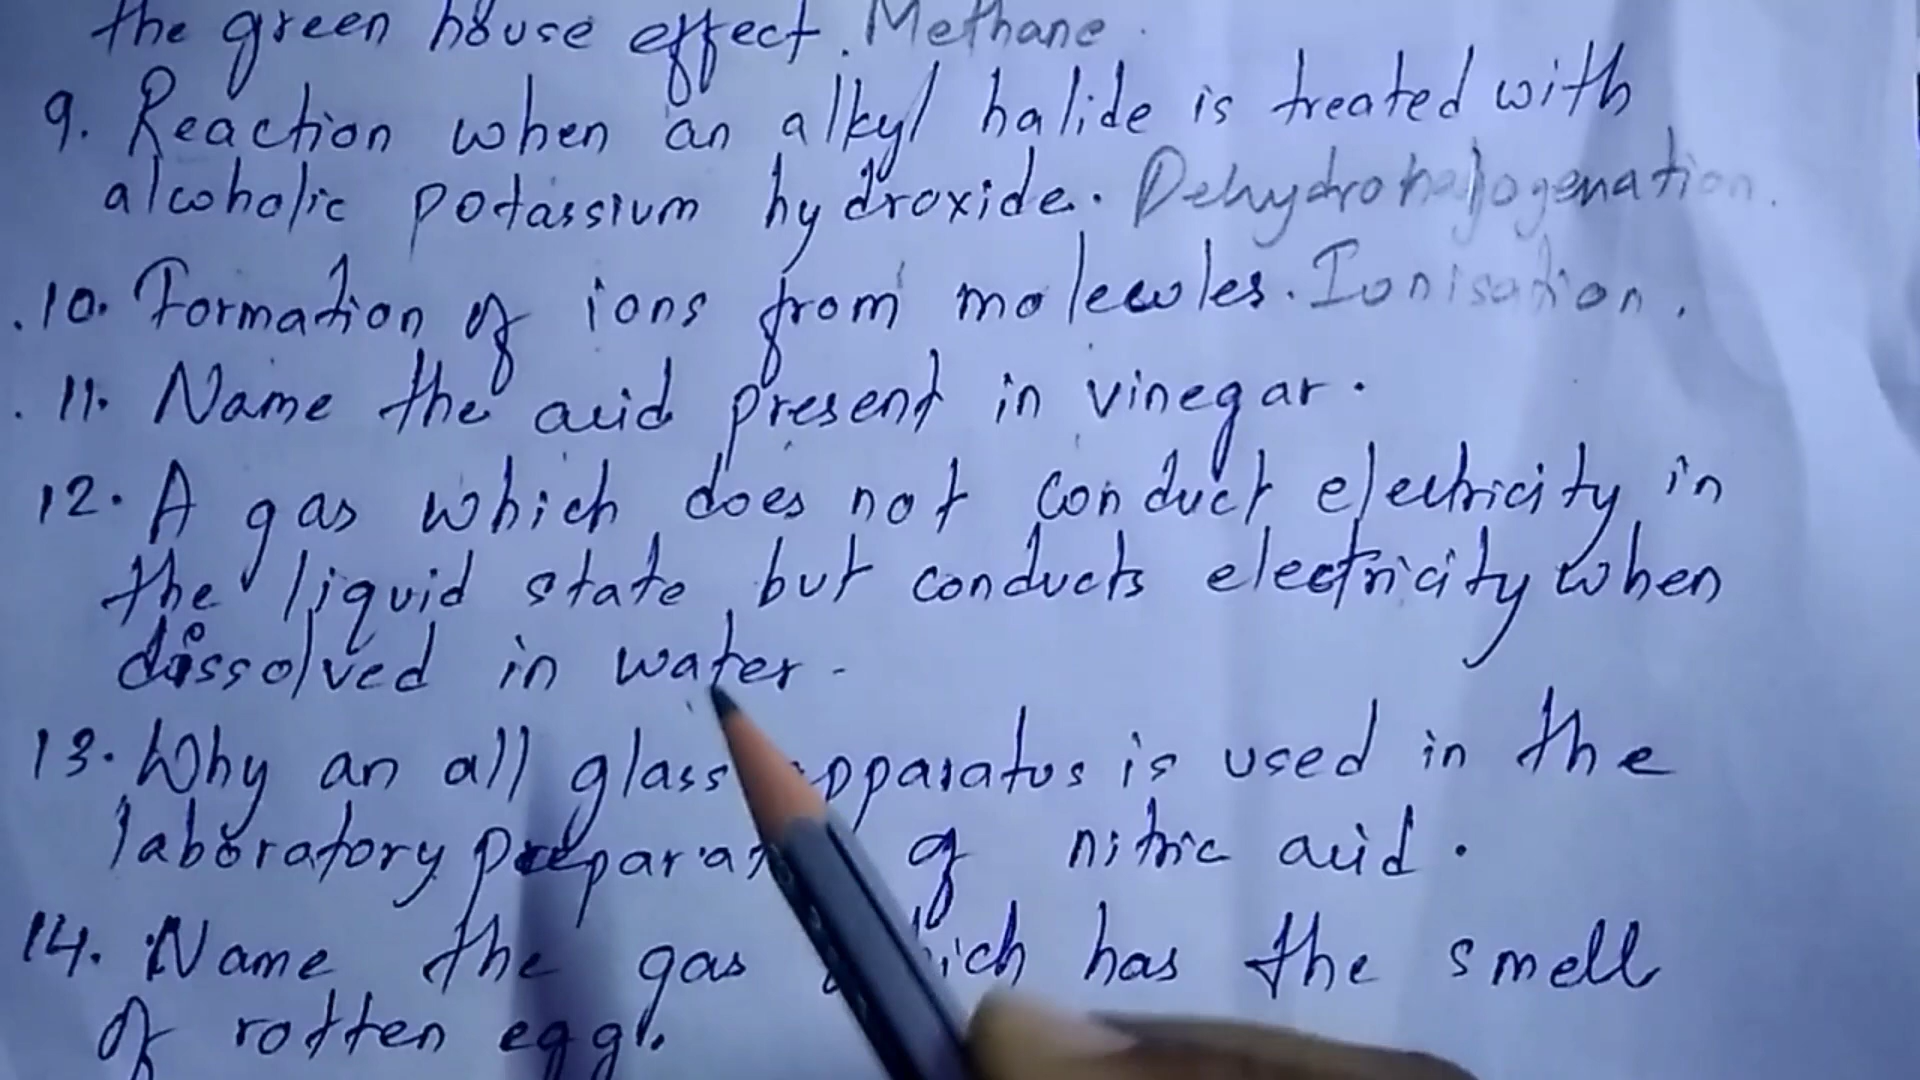 the green house effect. Methane.
9. Reaction when an alkyl halide is treated with
alcoholic potassium hydroxide. Dehydrohalogenation.
10. Formation of ions from molecules. Ionisation.
11. Name the acid present in vinegar.
12. A gas which does not conduct electricity in
the liquid state but conducts electricity when
dissolved in water.
13. Why an all glass apparatus is used in the
laboratory of nitric acid.
14. Name the gas which has the smell
of rotten egg.